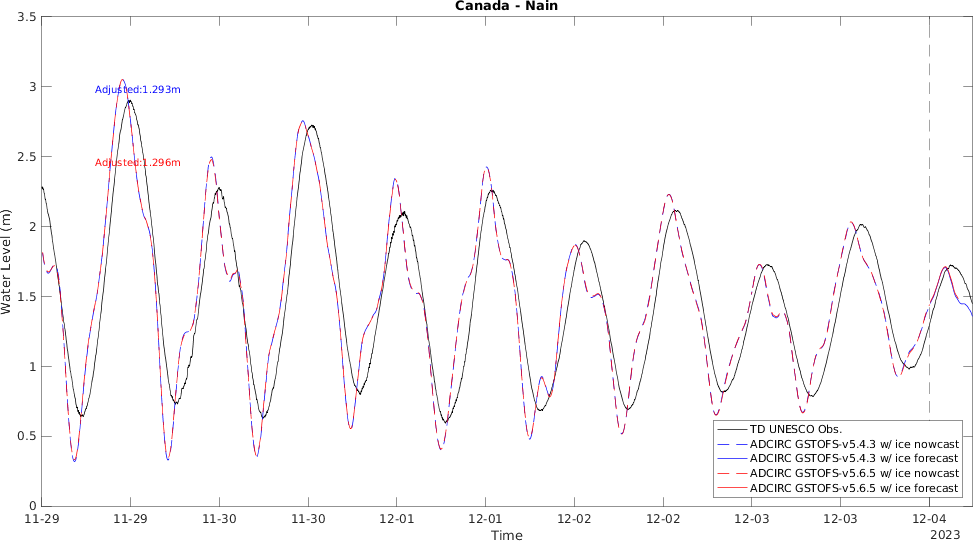 Canada - Nain
3.5
3
2.5
2
1.5
1
0.5
0
Water Level (m)
Adjusted:1.293m
Adjusted:1.296m
TD UNESCO Obs.
ADCIRC GSTOFS-v5.4.3 w/ ice nowcast
ADCIRC GSTOFS-v5.4.3 w/ ice forecast
ADCIRC GSTOFS-v5.6.5 w/ ice nowcast
ADCIRC GSTOFS-v5.6.5 w/ ice forecast
11-29 11-29 11-30 11-30 12-01 12-01 12-02 12-02 12-03 12-03 12-04
Time 2023